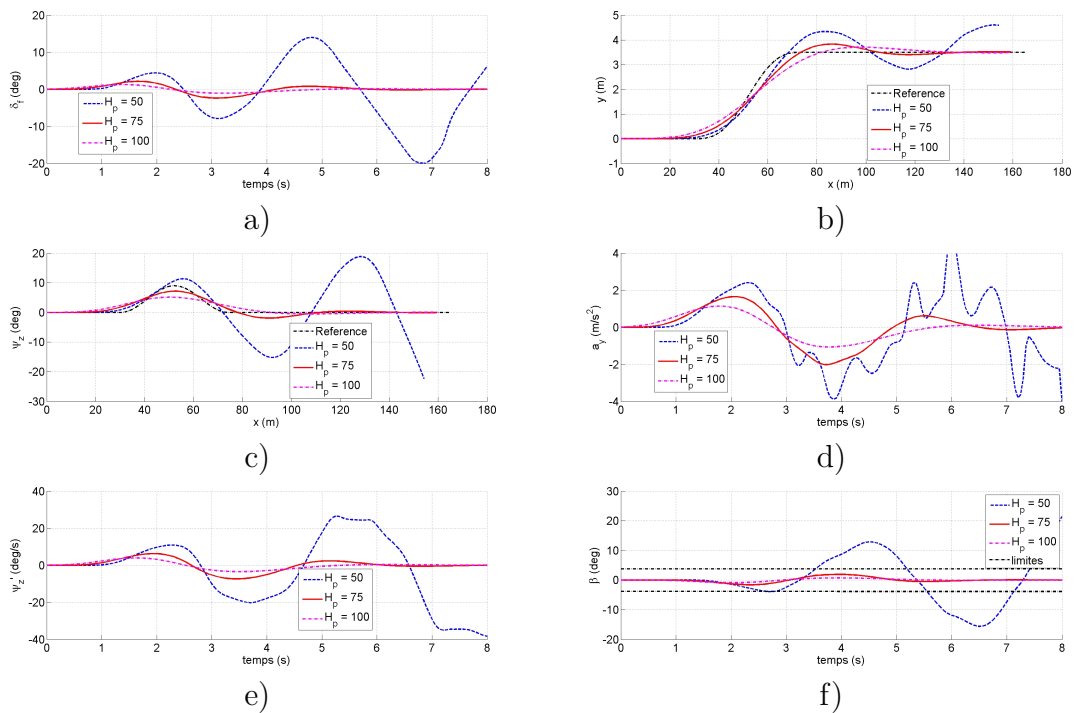 20
10
0
-10
-20
δf (deg)
Hp = 50
Hp = 75
Hp = 100
0 1 2 3 4 5 6 7 8
temps (s)
a)
5
4
3
2
1
0
-1
y (m)
Reference
Hp = 50
Hp = 75
Hp = 100
0 20 40 60 80 100 120 140 160 180
x (m)
b)
20
10
0
-10
-20
-30
ψz (deg)
Reference
Hp = 50
Hp = 75
Hp = 100
0 20 40 60 80 100 120 140 160 180
x (m)
c)
4
2
0
-2
-4
ay (m/s²)
Hp = 50
Hp = 75
Hp = 100
0 1 2 3 4 5 6 7 8
temps (s)
d)
40
20
0
-20
-40
ψz' (deg/s)
Hp = 50
Hp = 75
Hp = 100
0 1 2 3 4 5 6 7 8
temps (s)
e)
30
20
10
0
-10
-20
β (deg)
Hp = 50
Hp = 75
Hp = 100
limites
0 1 2 3 4 5 6 7 8
temps (s)
f)